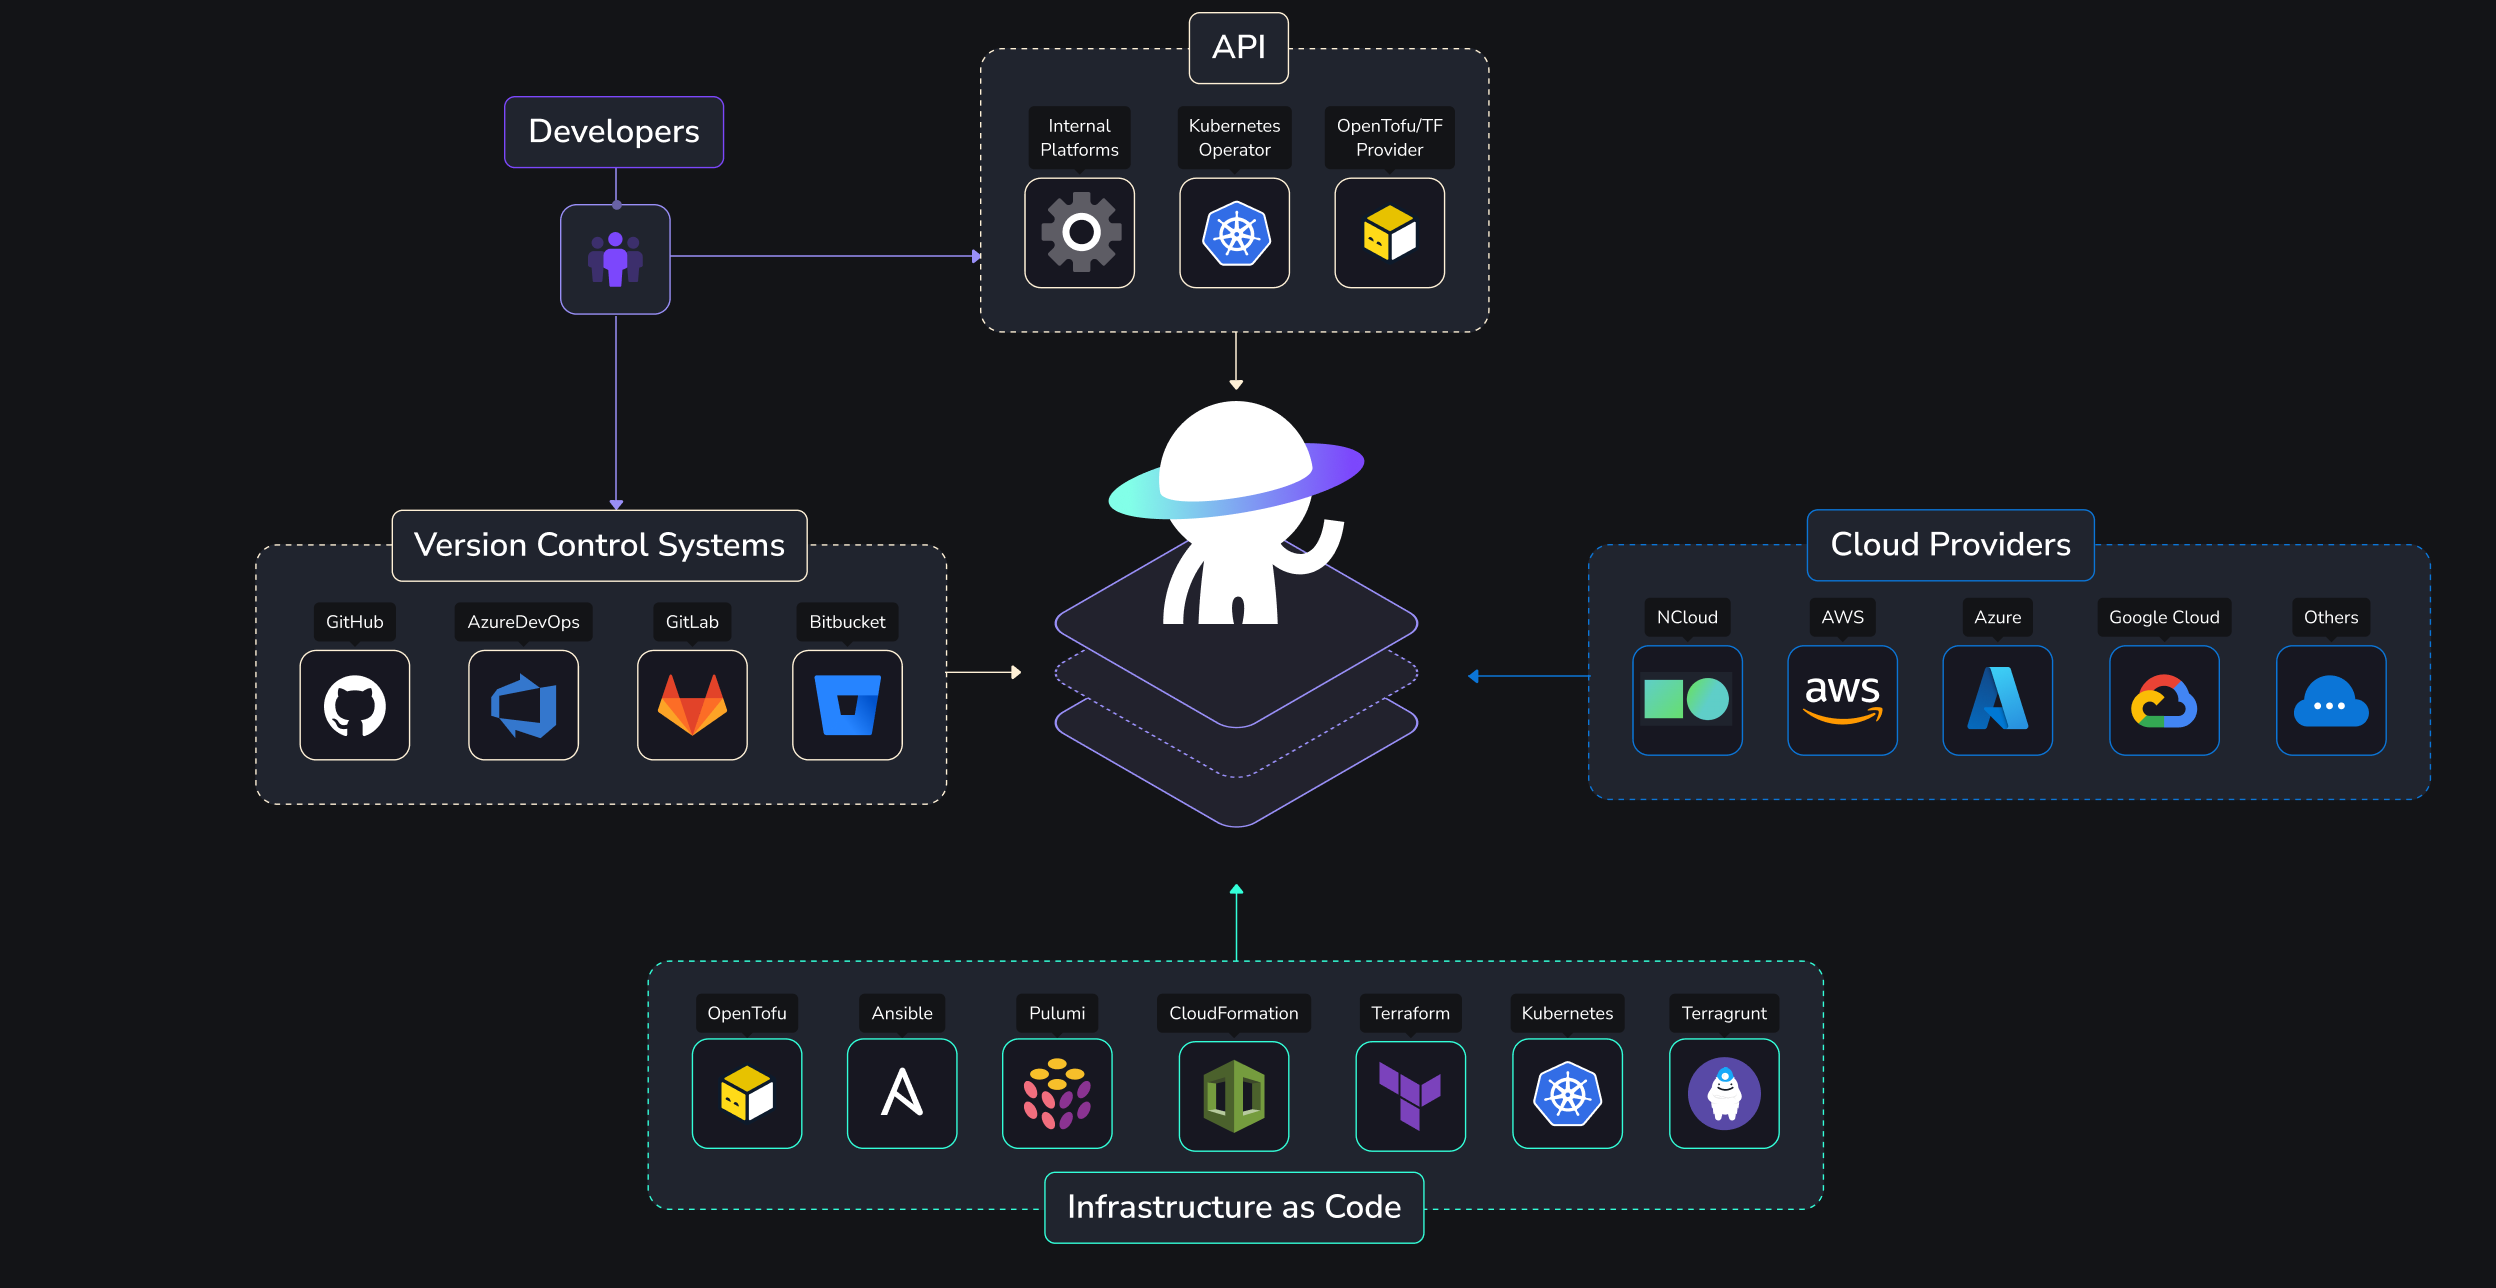 API
Developers
Internal
Platforms
Kubernetes
Operator
OpenTofu/TF
Provider
Version Control Systems
GitHub
AzureDevOps
GitLab
Bitbucket
Cloud Providers
NCloud
AWS
Azure
Google Cloud
Others
aws
OpenTofu
Ansible
Pulumi
CloudFormation
Terraform
Kubernetes
Terragrunt
Infrastructure as Code